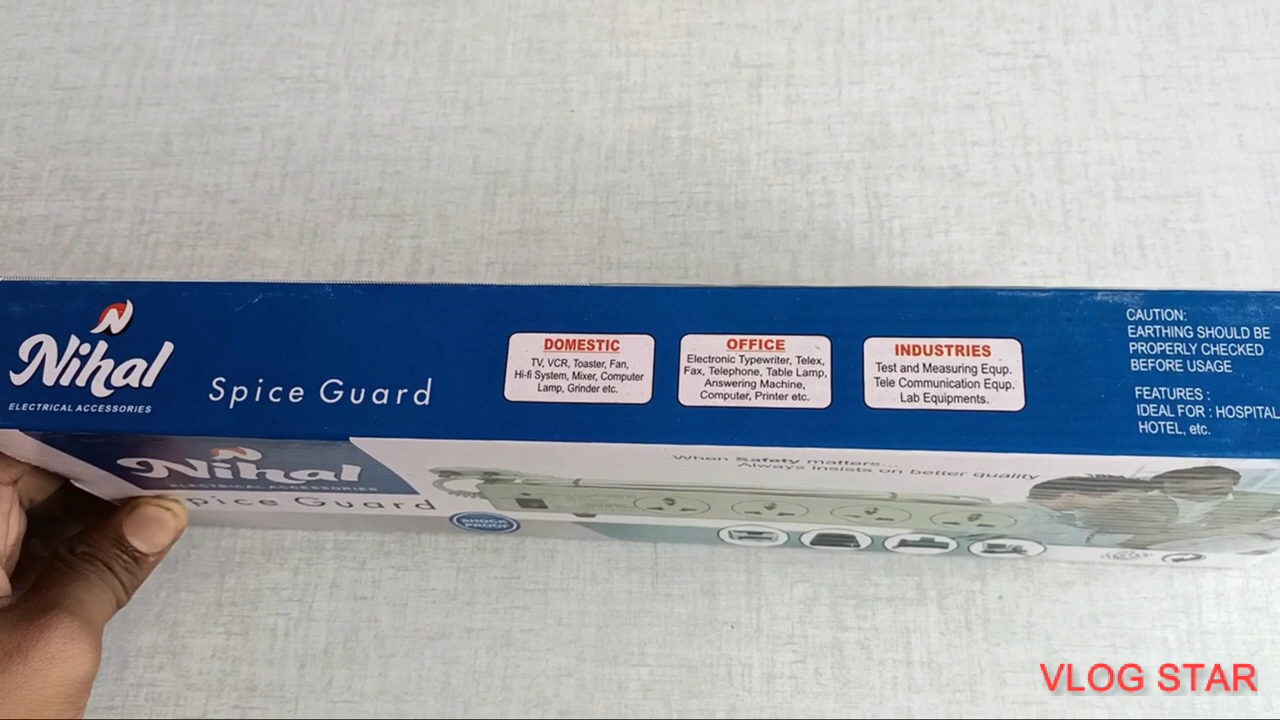 Nihal
ELECTRICAL ACCESSORIES
Spice Guard
DOMESTIC
TV, VCR, Toaster, Fan,
Hi-fi System, Mixer, Computer
Lamp, Grinder etc.
OFFICE
Electronic Typewriter, Telex,
Fax, Telephone, Table Lamp,
Answering Machine,
Computer, Printer etc.
INDUSTRIES
Test and Measuring Equp.
Tele Communication Equp.
Lab Equipments.
CAUTION:
EARTHING SHOULD BE
PROPERLY CHECKED
BEFORE USAGE
FEATURES :
IDEAL FOR : HOSPITAL
HOTEL, etc.
Nihal
ELECTRICAL ACCESSORIES
Spice Guard
When Safety matters...
Always insists on better quality
SHOCK
PROOF
VLOG STAR